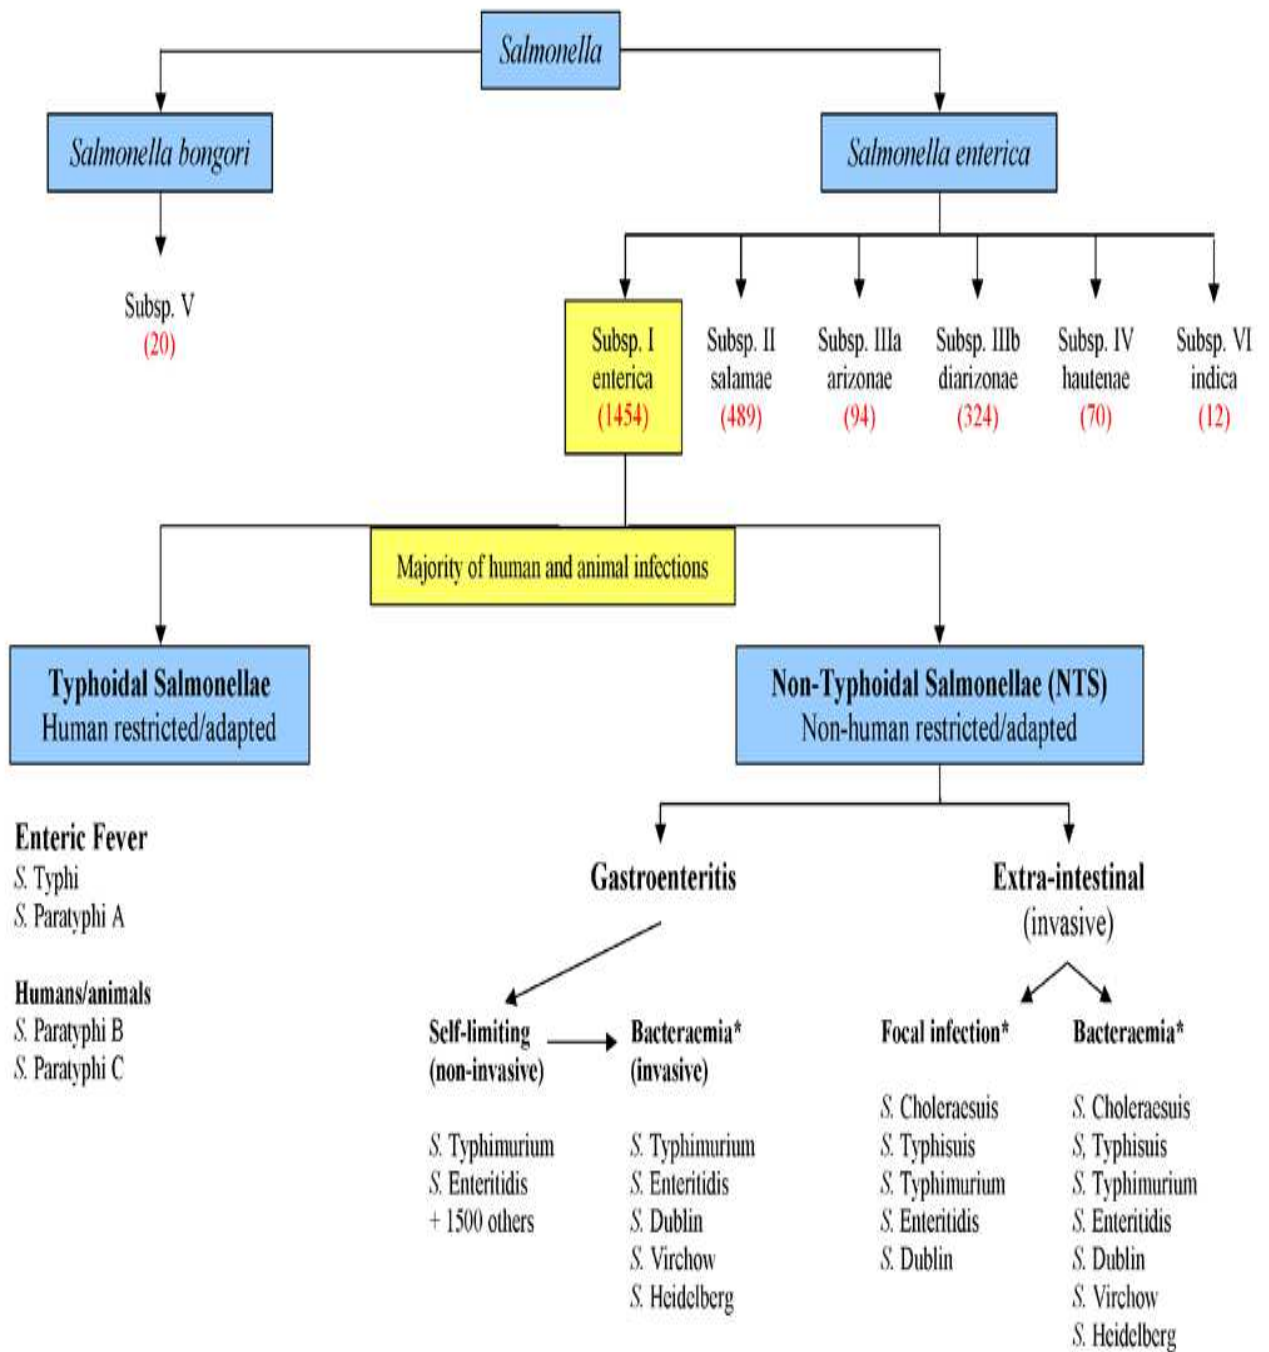 Salmonella
Salmonella bongori
Salmonella enterica
Subsp. V
(20)
Subsp. I
enterica
(1454)
Subsp. II
salamae
(489)
Subsp. IIIa
arizonae
(94)
Subsp. IIIb
diarizonae
(324)
Subsp. IV
hautenae
(70)
Subsp. VI
indica
(12)
Majority of human and animal infections
Typhoidal Salmonellae
Human restricted/adapted
Non-Typhoidal Salmonellae (NTS)
Non-human restricted/adapted
Enteric Fever
S. Typhi
S. Paratyphi A
Humans/animals
S. Paratyphi B
S. Paratyphi C
Gastroenteritis
Extra-intestinal
(invasive)
Self-limiting
(non-invasive)
S. Typhimurium
S. Enteritidis
+ 1500 others
Bacteraemia*
(invasive)
S. Typhimurium
S. Enteritidis
S. Dublin
S. Virchow
S. Heidelberg
Focal infection*
S. Choleraesuis
S. Typhisuis
S. Typhimurium
S. Enteritidis
S. Dublin
Bacteraemia*
S. Choleraesuis
S, Typhisuis
S. Typhimurium
S. Enteritidis
S. Dublin
S. Virchow
S. Heidelberg